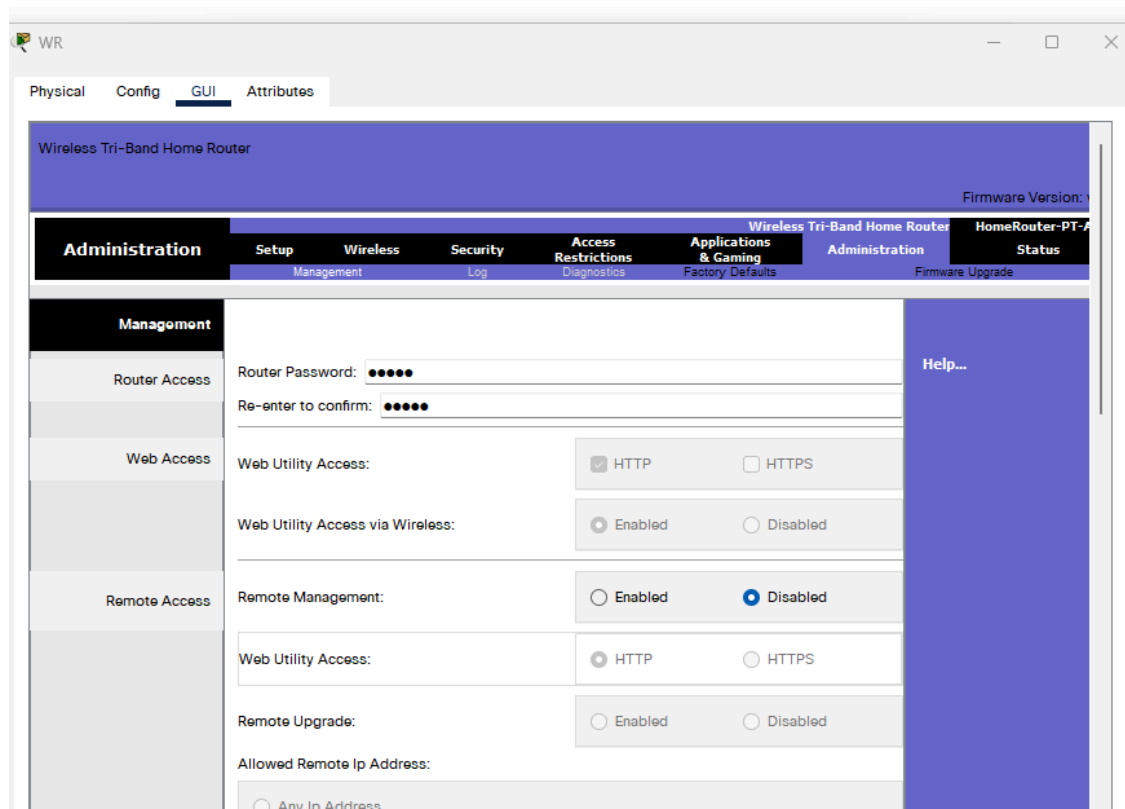 WR
Physical Config GUI Attributes
Wireless Tri-Band Home Router
Firmware Version:
Wireless Tri-Band Home Router HomeRouter-PT-A
Administration Setup Wireless Security Access Restrictions Applications & Gaming Administration Status
Management Log Diagnostics Factory Defaults Firmware Upgrade
Management
Help...
Router Access Router Password: ●●●●●
Re-enter to confirm: ●●●●●
Web Access Web Utility Access: HTTP HTTPS
Web Utility Access via Wireless: Enabled Disabled
Remote Access Remote Management: Enabled Disabled
Web Utility Access: HTTP HTTPS
Remote Upgrade: Enabled Disabled
Allowed Remote Ip Address:
Any Ip Address